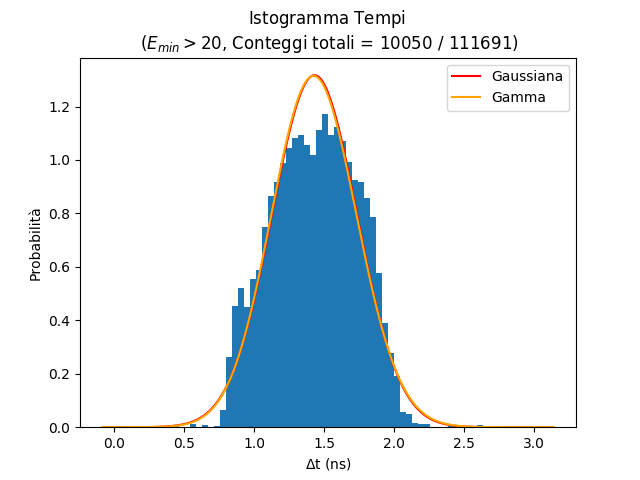 Istogramma Tempi
(E_min > 20, Conteggi totali = 10050 / 111691)
Gaussiana
Gamma
Probabilità
1.2
1.0
0.8
0.6
0.4
0.2
0.0
0.0 0.5 1.0 1.5 2.0 2.5 3.0
Δt (ns)